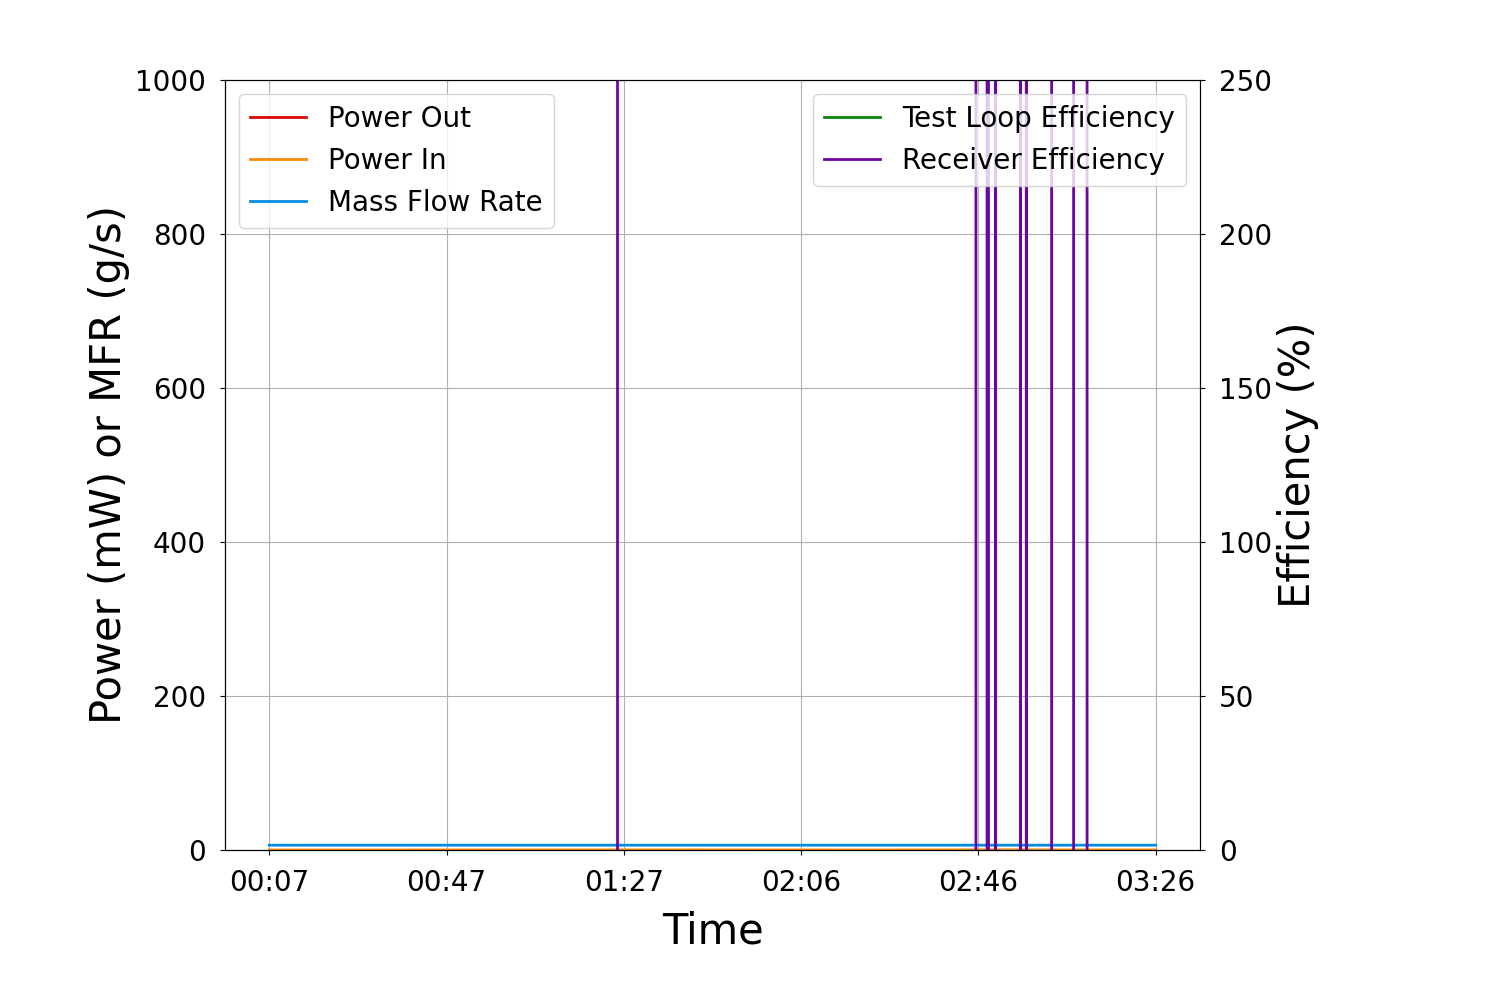 Power (mW) or MFR (g/s)
1000
800
600
400
200
0
Power Out
Power In
Mass Flow Rate
Test Loop Efficiency
Receiver Efficiency
250
200
150
100
50
0
Efficiency (%)
00:07 00:47 01:27 02:06 02:46 03:26
Time